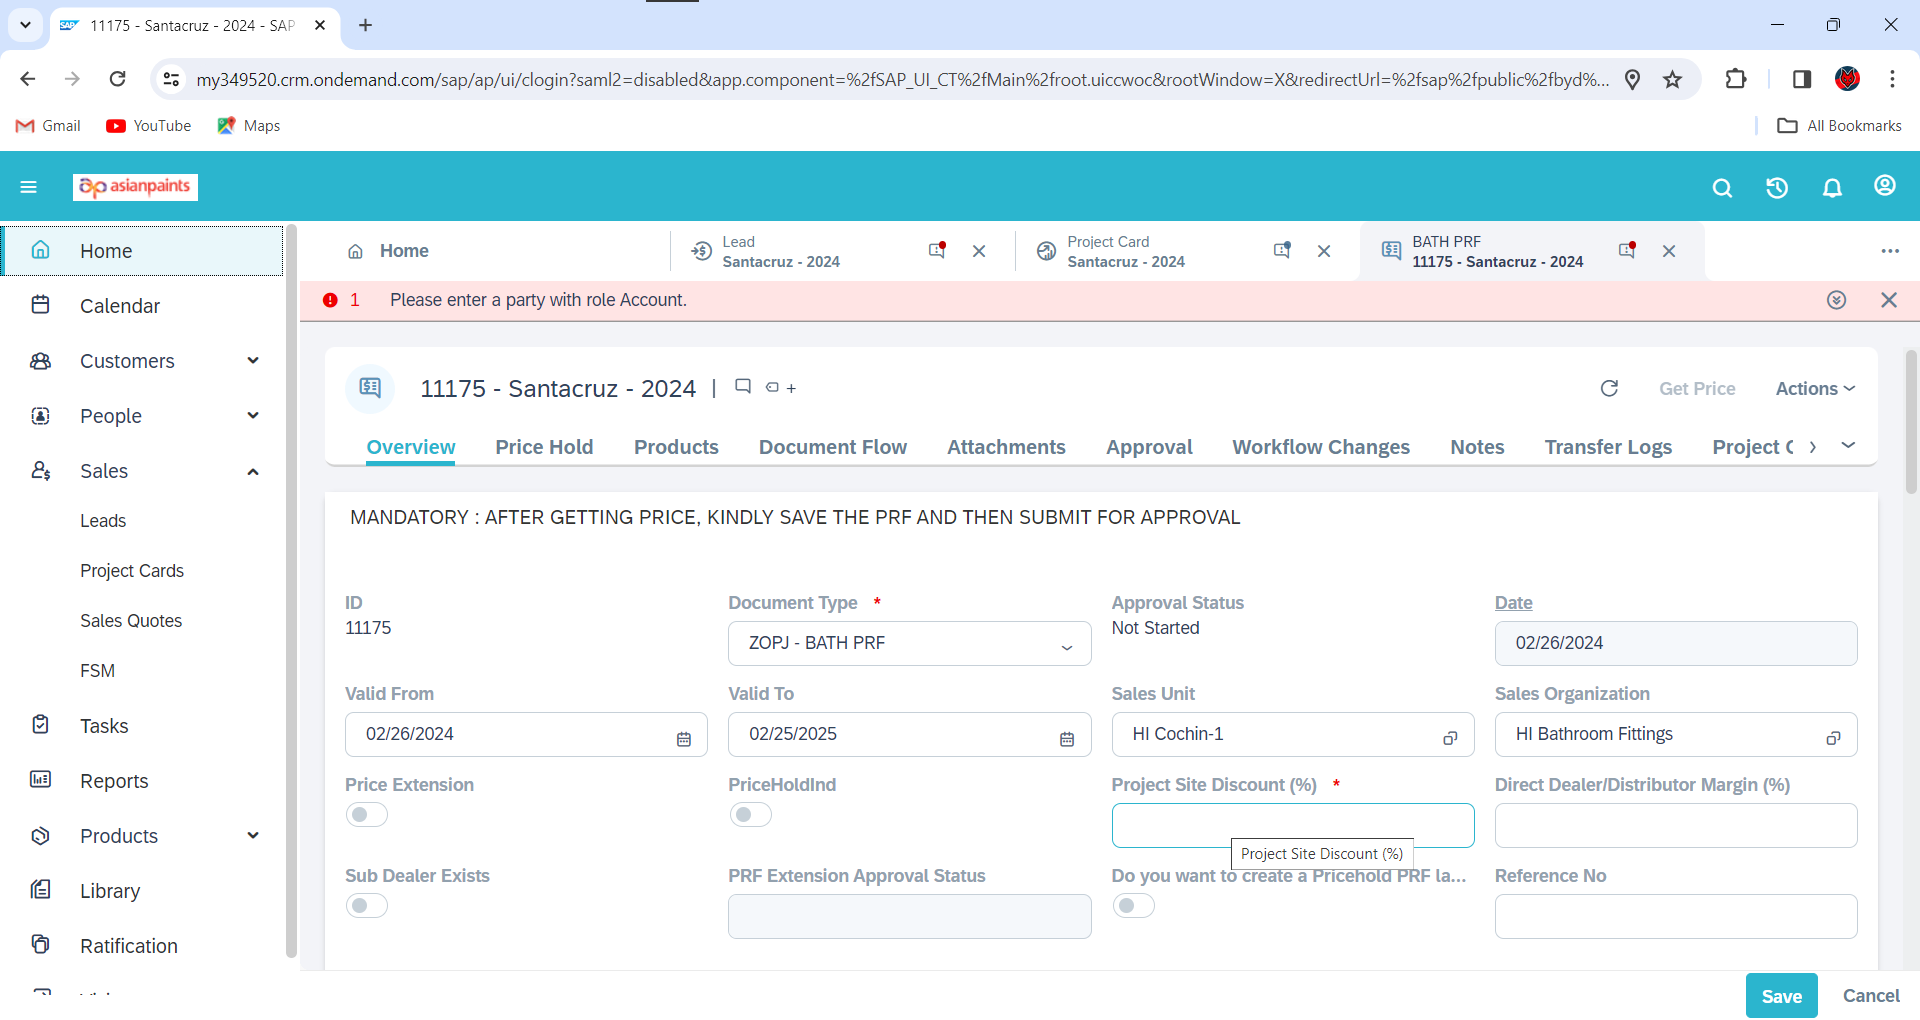 11175 - Santacruz - 2024 - SAP
my349520.crm.ondemand.com/sap/ap/ui/clogin?saml2=disabled&app.component=%2fSAP_UI_CT%2fMain%2froot.uiccwoc&rootWindow=X&redirectUrl=%2fsap%2fpublic%2fbyd%...
Gmail
YouTube
Maps
All Bookmarks
asianpaints
Home
Calendar
Customers
People
Sales
Leads
Project Cards
Sales Quotes
FSM
Tasks
Reports
Products
Library
Ratification
Home
Lead
Santacruz - 2024
Project Card
Santacruz - 2024
BATH PRF
11175 - Santacruz - 2024
1 Please enter a party with role Account.
11175 - Santacruz - 2024 |
Get Price
Actions
Overview
Price Hold
Products
Document Flow
Attachments
Approval
Workflow Changes
Notes
Transfer Logs
Project C
MANDATORY : AFTER GETTING PRICE, KINDLY SAVE THE PRF AND THEN SUBMIT FOR APPROVAL
ID
11175
Document Type *
ZOPJ - BATH PRF
Approval Status
Not Started
Date
02/26/2024
Valid From
02/26/2024
Valid To
02/25/2025
Sales Unit
HI Cochin-1
Sales Organization
HI Bathroom Fittings
Price Extension
PriceHoldInd
Project Site Discount (%) *
Project Site Discount (%)
Direct Dealer/Distributor Margin (%)
Sub Dealer Exists
PRF Extension Approval Status
Do you want to create a Pricehold PRF la...
Reference No
Save
Cancel